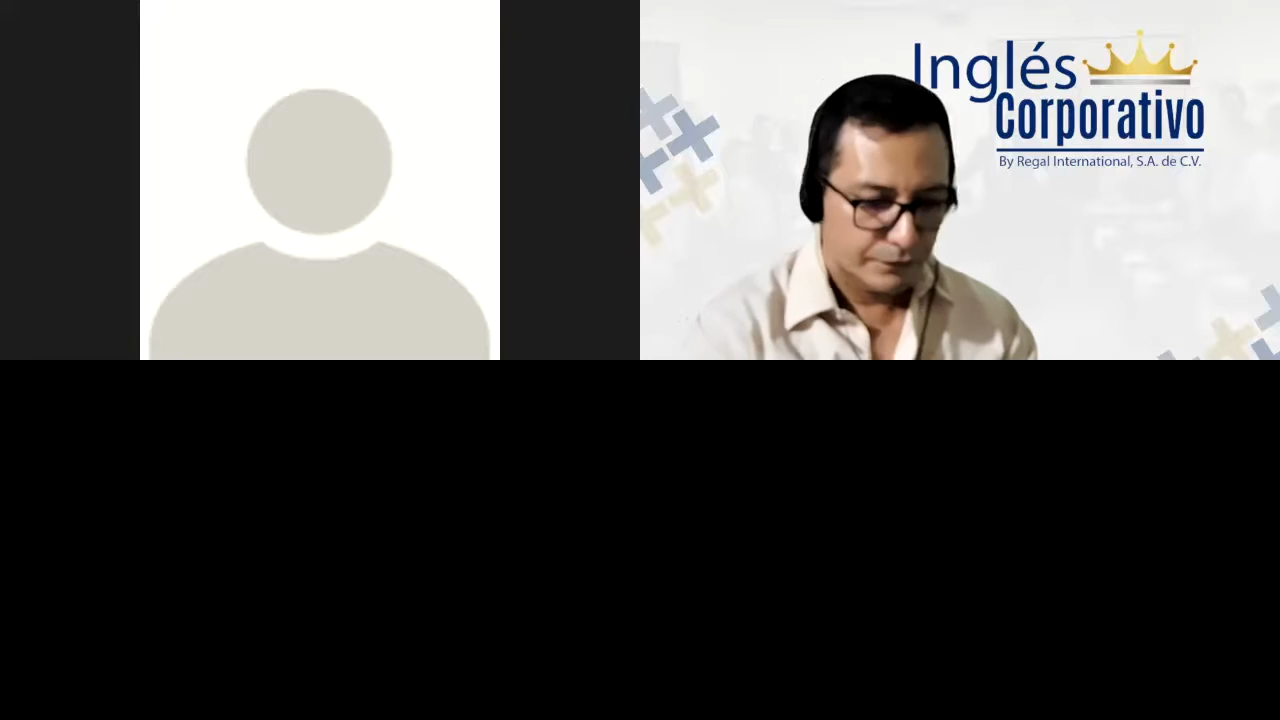 Inglés
Corporativo
By Regal International, S.A. de C.V.